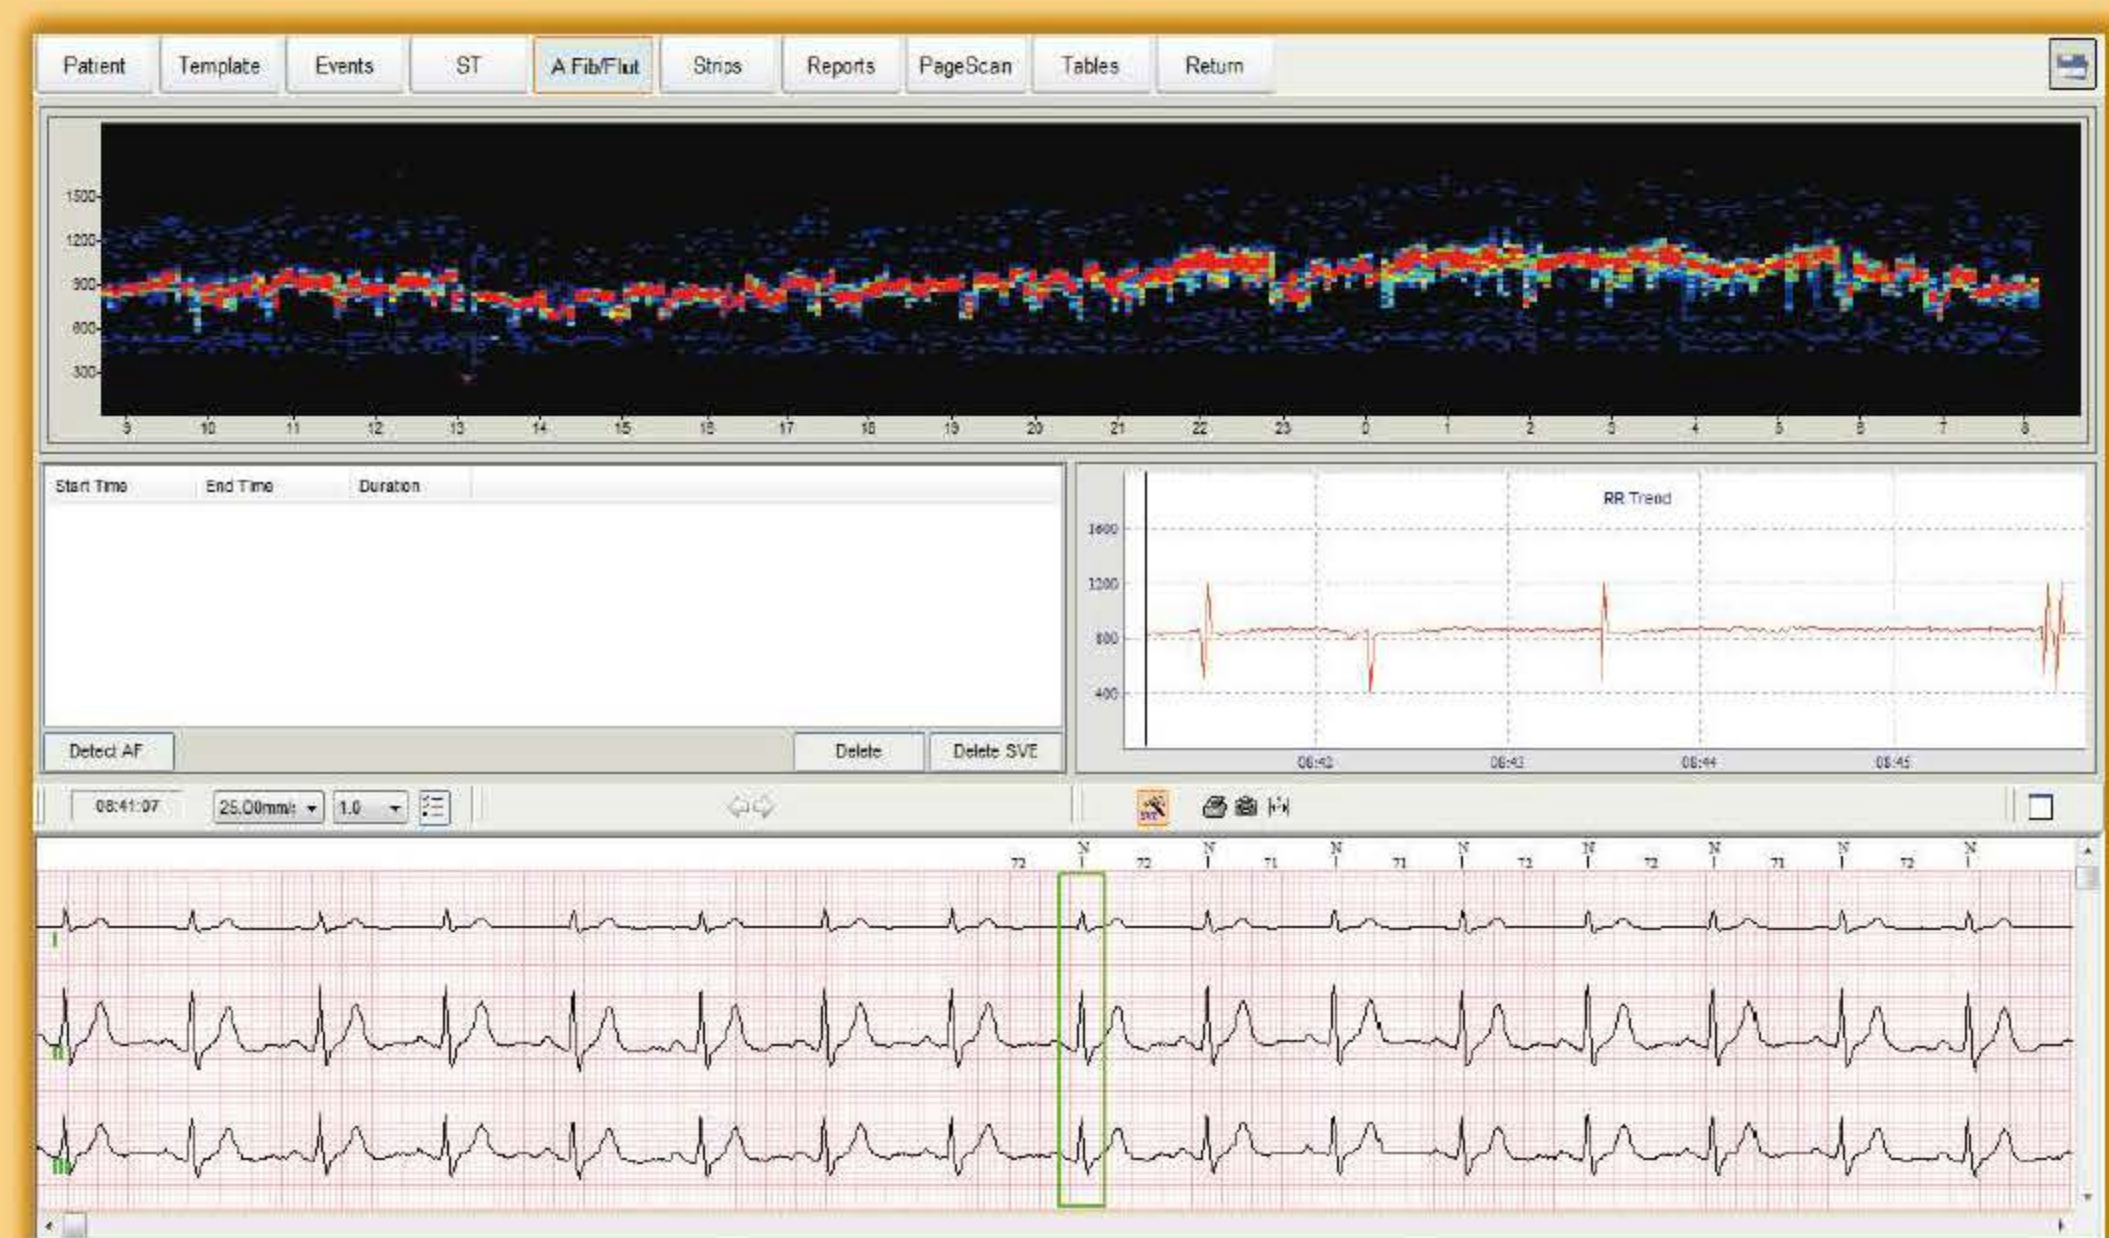 Patient Template Events ST A Fib/Flut Strips Reports PageScan Tables Return
1500
1200
900
600
300
9 10 11 12 13 14 15 16 17 18 19 20 21 22 23 0 1 2 3 4 5 6 7 8
Start Time End Time Duration
Detect AF Delete Delete SVE
RR Trend
1600
1200
800
400
08:42 08:43 08:44 08:45
08:41:07 25.00mm/s 1.0
SVE
72 N 72 N 71 N 71 N 72 N 72 N 71 N 72 N
I
II
III